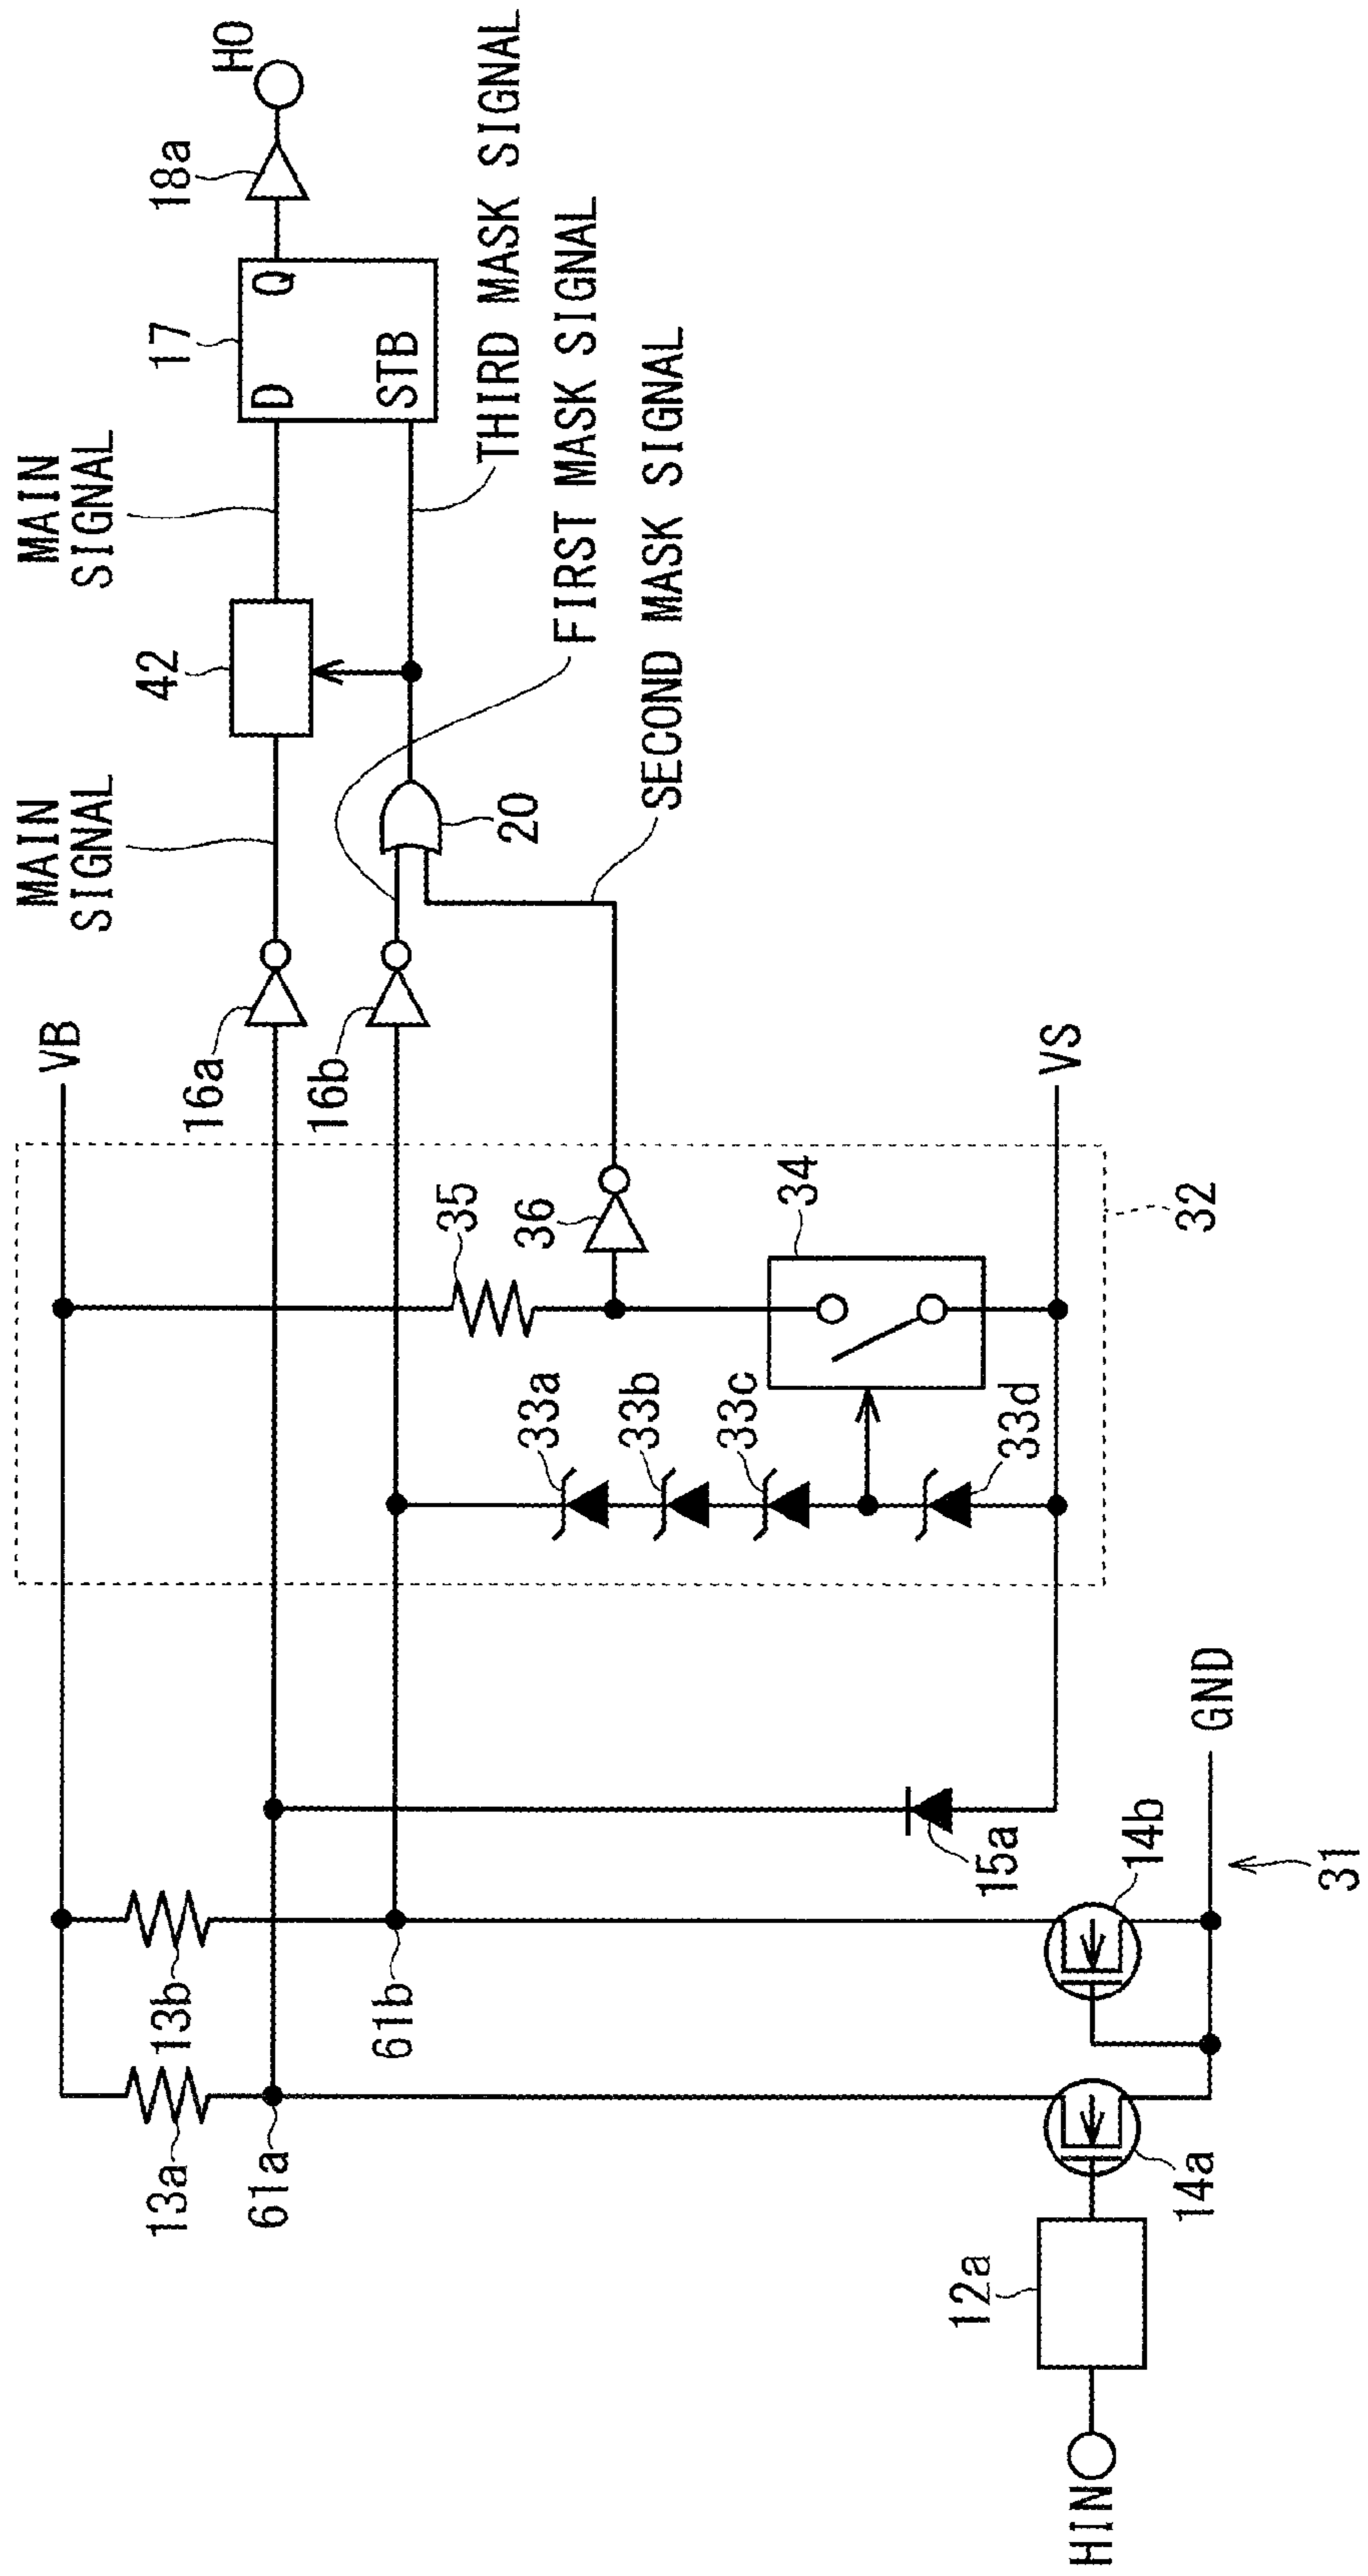 VB
13a
13b
61a
61b
16a
16b
MAIN
SIGNAL
MAIN
SIGNAL
42
17
D
Q
STB
18a
HO
THIRD MASK SIGNAL
FIRST MASK SIGNAL
SECOND MASK SIGNAL
20
35
36
34
33a
33b
33c
33d
VS
32
15a
GND
31
14b
14a
12a
HIN